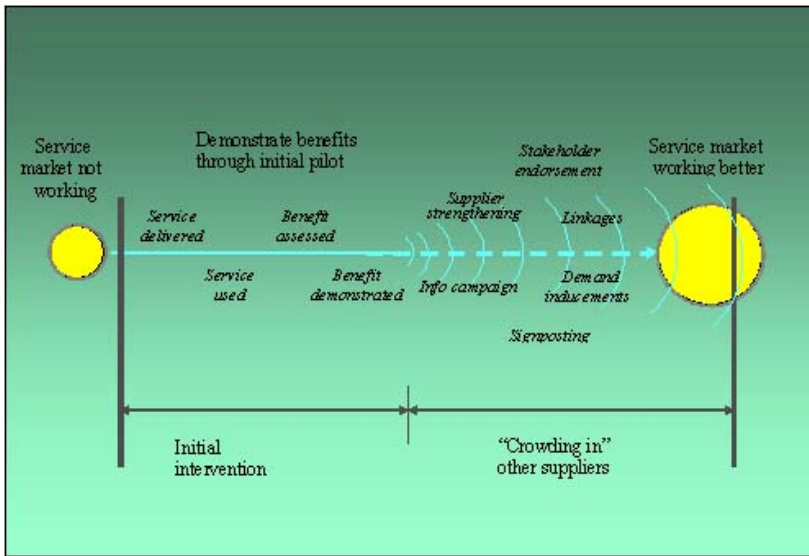 Service
market not
working
Demonstrate benefits
through initial pilot
Stakeholder
endorsement
Service market
working better
Service
delivered
Benefit
assessed
Supplier
strengthening
Linkages
Service
used
Benefit
demonstrated
Info campaign
Demand
inducements
Signposting
Initial
intervention
“Crowding in”
other suppliers